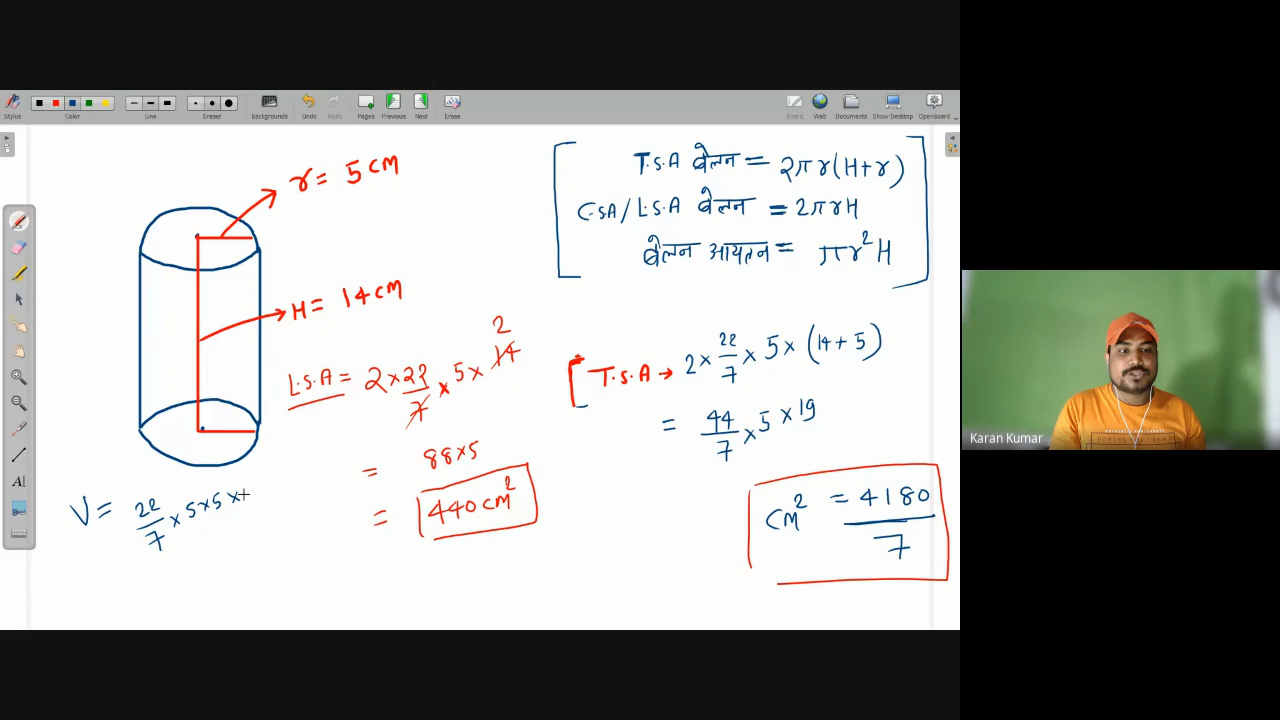 Stylus Color Line Eraser Backgrounds Undo Redo Pages Previous Next Erase Board Web Documents Show Desktop OpenBoard
r = 5 cm
H = 14 cm
T.S.A बेलन = 2πr(H+r)
C.SA/L.S.A बेलन = 2πrH
बेलन आयतन = πr²H
L.S.A = 2 × 22/7 × 5 × 14 2
= 88×5
= 440 cm²
T.S.A → 2 × 22/7 × 5 × (14 + 5)
= 44/7 × 5 × 19
cm² = 4180/7
V = 22/7 × 5 × 5 ×
Karan Kumar